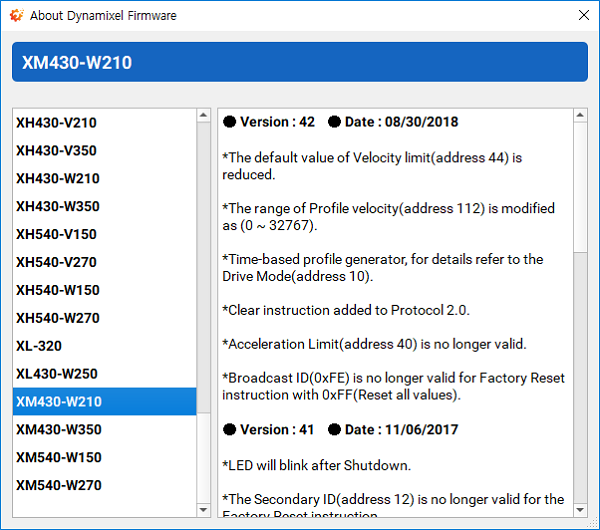 About Dynamixel Firmware
XM430-W210
XH430-V210
XH430-V350
XH430-W210
XH430-W350
XH540-V150
XH540-V270
XH540-W150
XH540-W270
XL-320
XL430-W250
XM430-W210
XM430-W350
XM540-W150
XM540-W270
● Version : 42 ● Date : 08/30/2018
*The default value of Velocity limit(address 44) is
reduced.
*The range of Profile velocity(address 112) is modified
as (0 ~ 32767).
*Time-based profile generator, for details refer to the
Drive Mode(address 10).
*Clear instruction added to Protocol 2.0.
*Acceleration Limit(address 40) is no longer valid.
*Broadcast ID(0xFE) is no longer valid for Factory Reset
instruction with 0xFF(Reset all values).
● Version : 41 ● Date : 11/06/2017
*LED will blink after Shutdown.
*The Secondary ID(address 12) is no longer valid for the
Factory Reset instruction